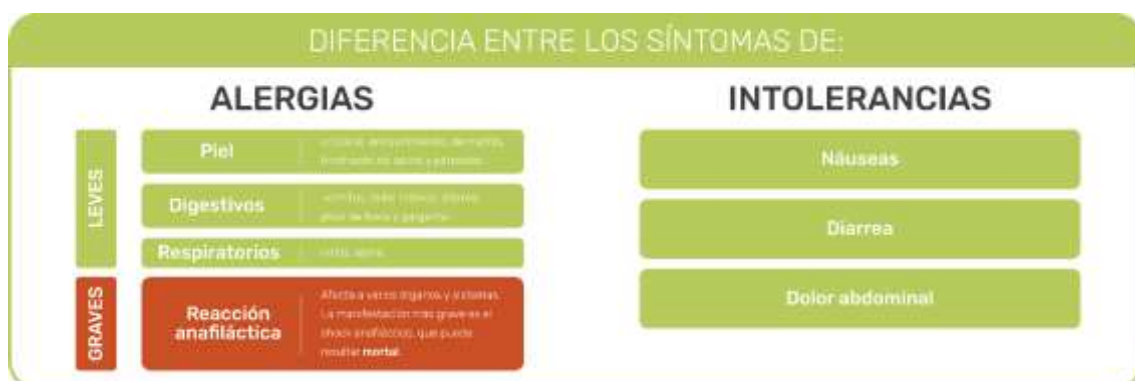 DIFERENCIA ENTRE LOS SÍNTOMAS DE:
ALERGIAS
LEVES
Piel
Digestivos
Respiratorios
GRAVES
Reacción
anafiláctica
Afecta a varios órganos y sistemas.
La manifestación más grave es el
shock anafiláctico, que puede
resultar mortal.
INTOLERANCIAS
Náuseas
Diarrea
Dolor abdominal